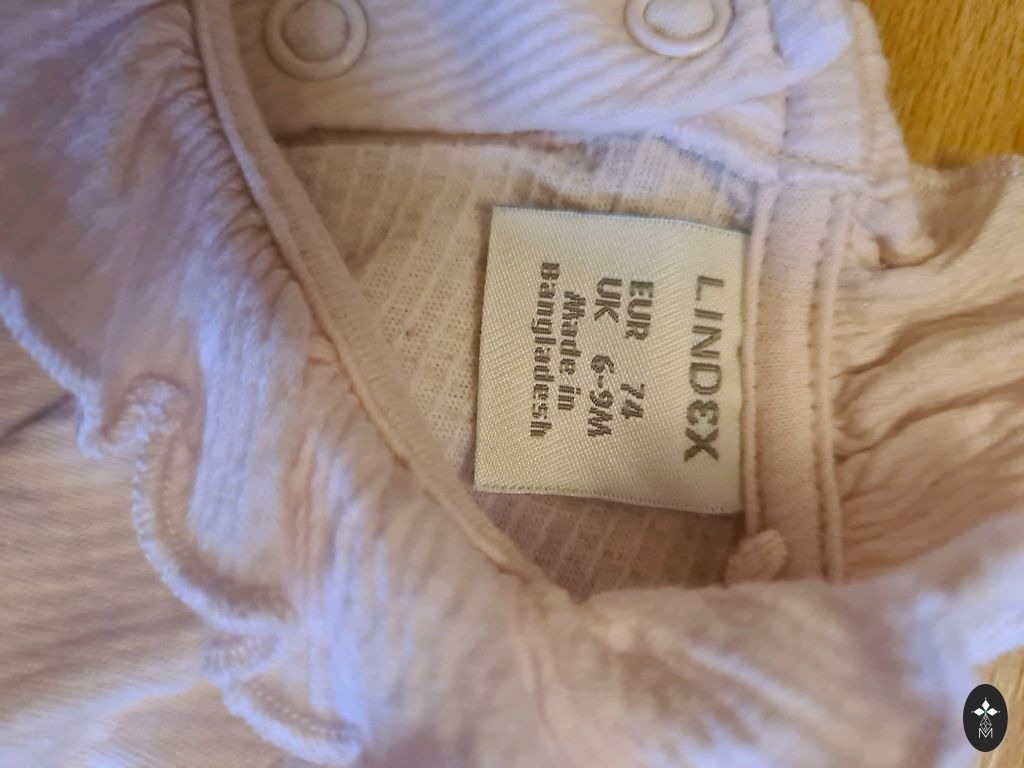 LINDEX
EUR 74
UK 6-9M
Made in
Bangladesh
M